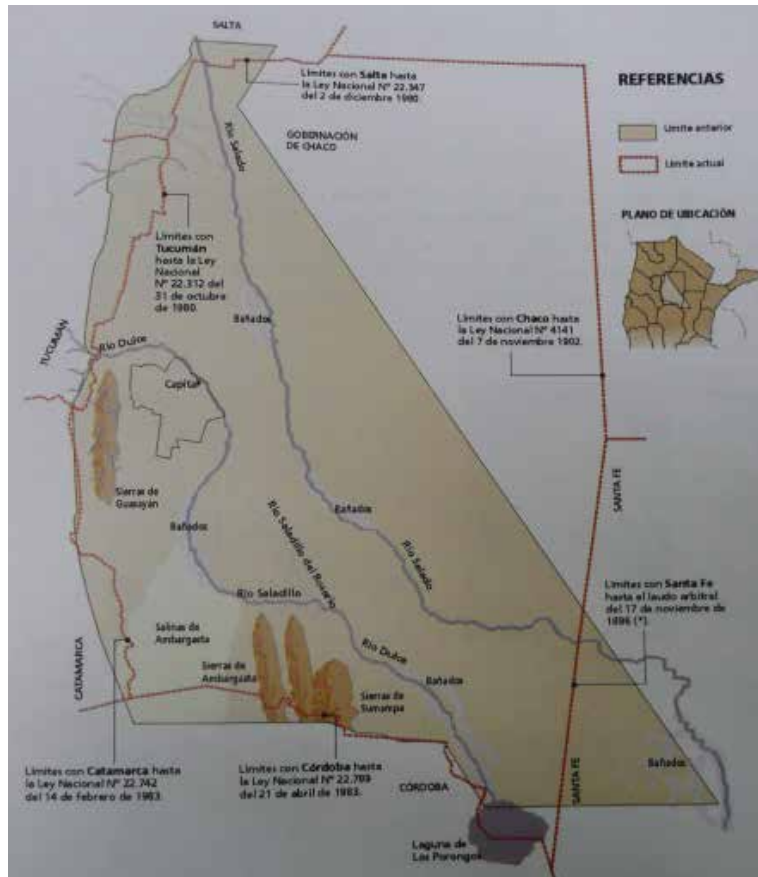 SALTA
Límites con Salta hasta
la Ley Nacional Nº 22.347
del 2 de diciembre 1980.
REFERENCIAS
Límite anterior
Límite actual
PLANO DE UBICACIÓN
GOBERNACIÓN
DE CHACO
Río Salado
Límites con
Tucumán
hasta la Ley
Nacional
Nº 22.312 del
31 de octubre
de 1980.
Bañados
Límites con Chaco hasta
la Ley Nacional Nº 4141
del 7 de noviembre 1902.
TUCUMÁN
Río Dulce
Capital
Sierras de
Guasayán
Bañados
Río Saladillo del Rosario
Bañados
Río Salado
SANTA FE
Río Saladillo
Límites con Santa Fe
hasta el laudo arbitral
del 17 de noviembre de
1896 (*).
Salinas de
Ambargasta
CATAMARCA
Sierras de
Ambargasta
Río Dulce
Bañados
Sierras de
Sumampa
Límites con Catamarca hasta
la Ley Nacional Nº 22.742
del 14 de febrero de 1983.
Límites con Córdoba hasta
la Ley Nacional Nº 22.789
del 21 de abril de 1983.
CÓRDOBA
SANTA FE
Bañados
Laguna de
Los Porongos